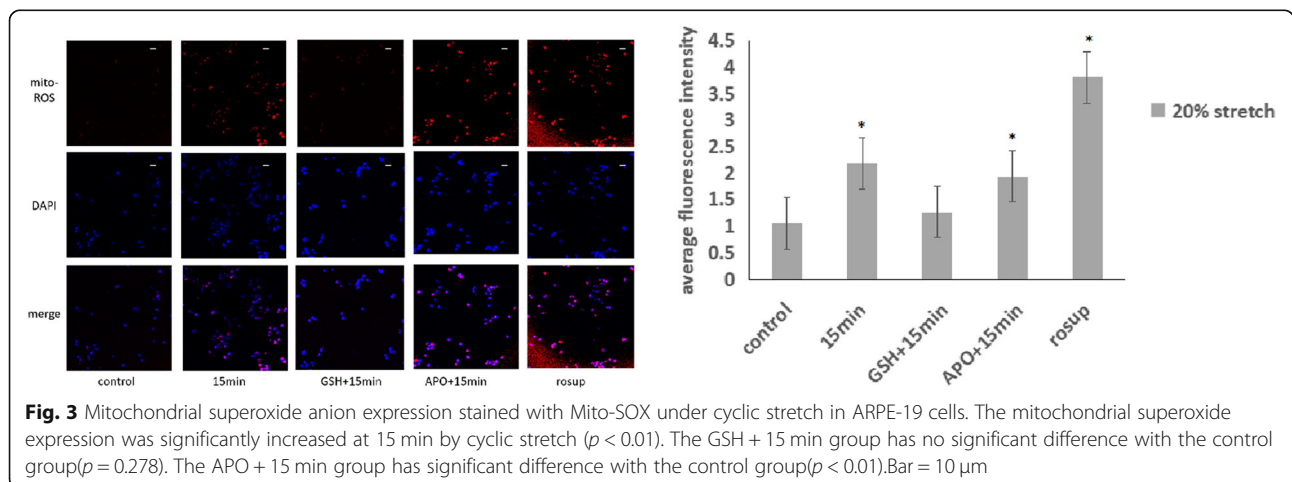 mito-
ROS
DAPI
merge
control
15min
GSH+15min
APO+15min
rosup
average fluorescence intensity
4.5
4
3.5
3
2.5
2
1.5
1
0.5
0
*
*
*
control
15min
GSH+15min
APO+15min
rosup
20% stretch
Fig. 3 Mitochondrial superoxide anion expression stained with Mito-SOX under cyclic stretch in ARPE-19 cells. The mitochondrial superoxide
expression was significantly increased at 15 min by cyclic stretch (p < 0.01). The GSH + 15 min group has no significant difference with the control
group(p = 0.278). The APO + 15 min group has significant difference with the control group(p < 0.01).Bar = 10 μm